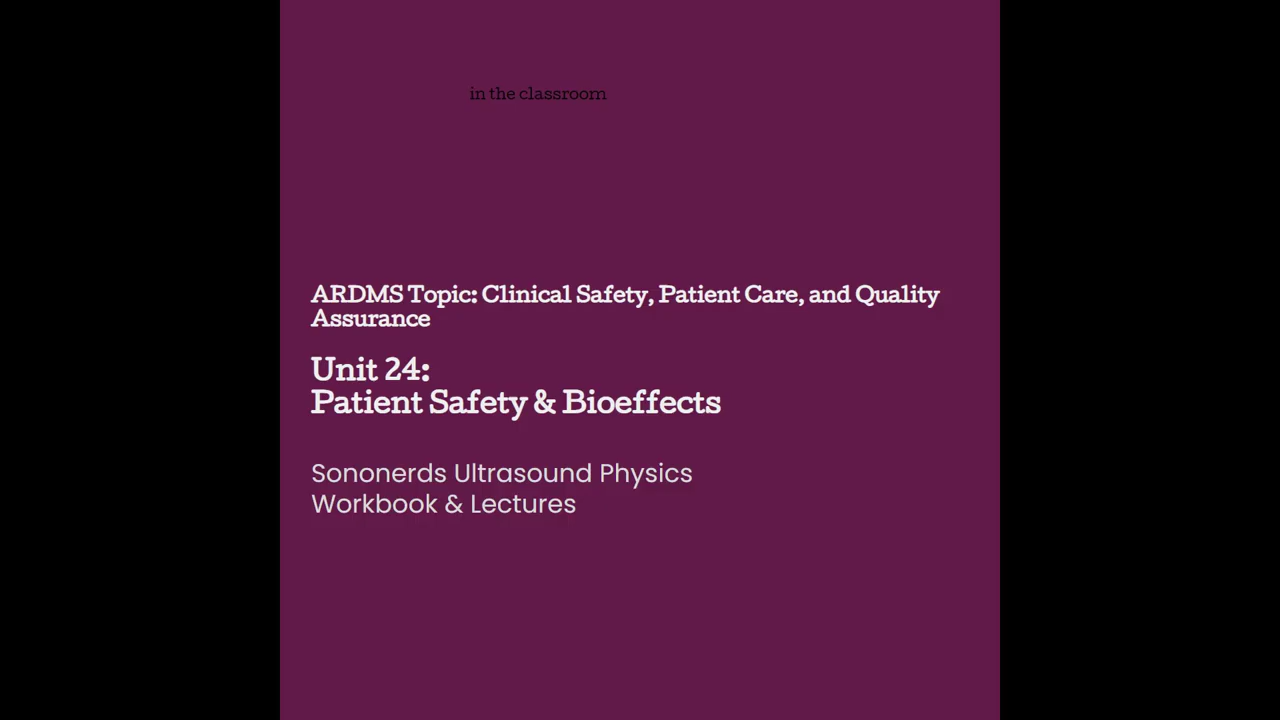 in the classroom
ARDMS Topic: Clinical Safety, Patient Care, and Quality
Assurance
Unit 24:
Patient Safety & Bioeffects
Sononerds Ultrasound Physics
Workbook & Lectures